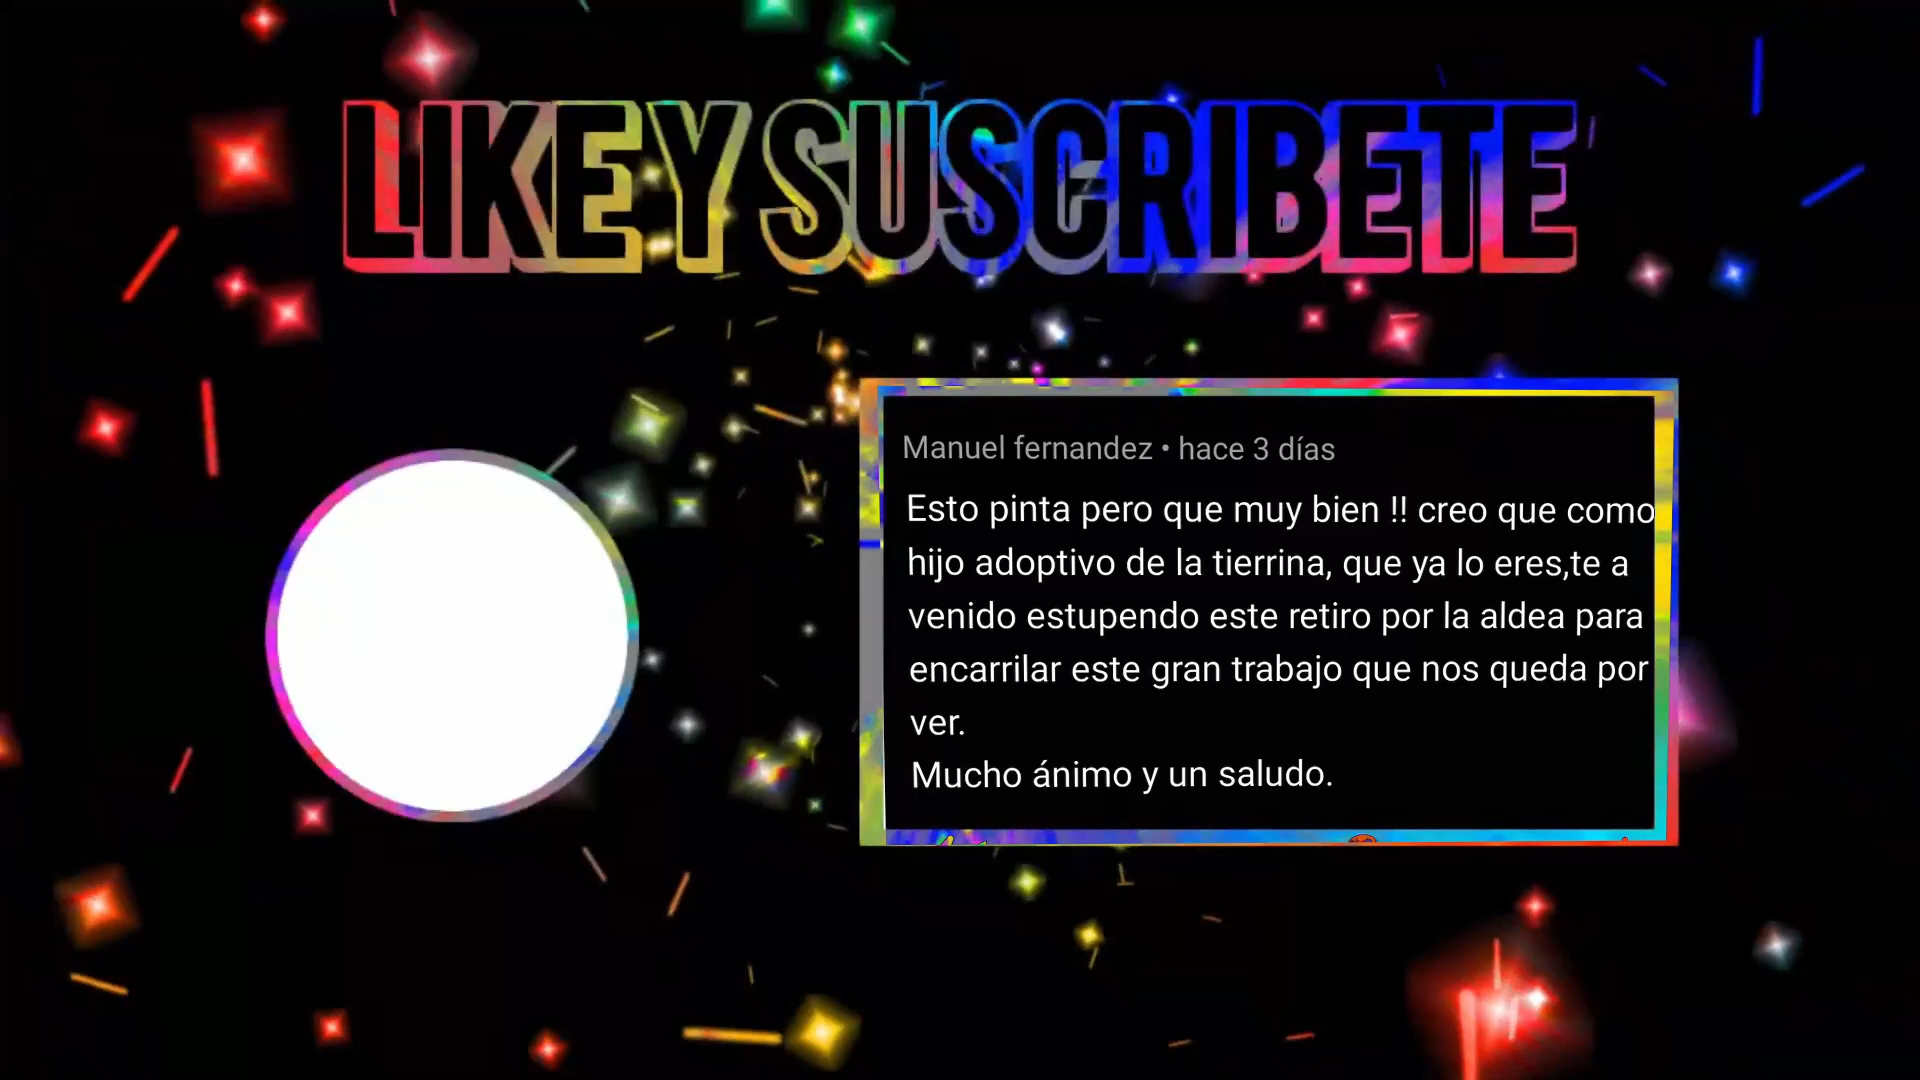 LIKE Y SUSCRIBETE
Manuel fernandez • hace 3 días
Esto pinta pero que muy bien !! creo que como
hijo adoptivo de la tierrina, que ya lo eres,te a
venido estupendo este retiro por la aldea para
encarrilar este gran trabajo que nos queda por
ver.
Mucho ánimo y un saludo.